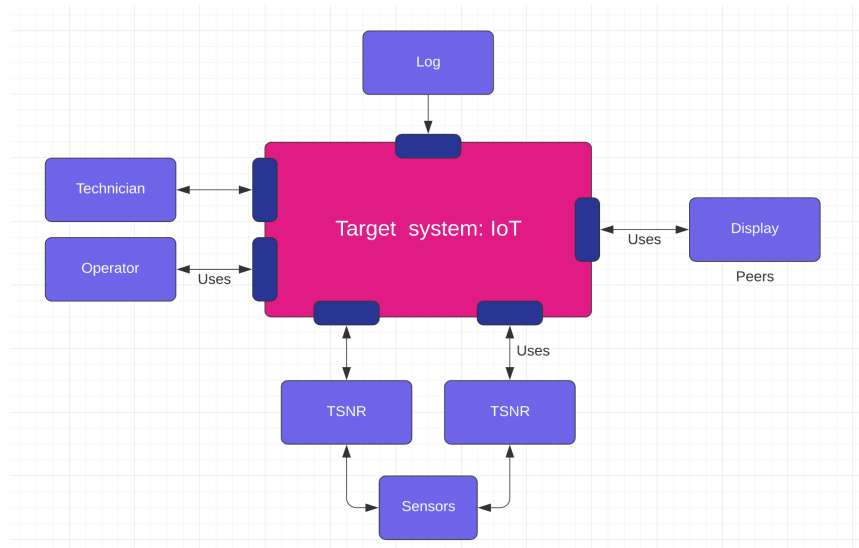 Log
Technician
Target  system: IoT
Display
Uses
Operator
Uses
Peers
Uses
TSNR
TSNR
Sensors